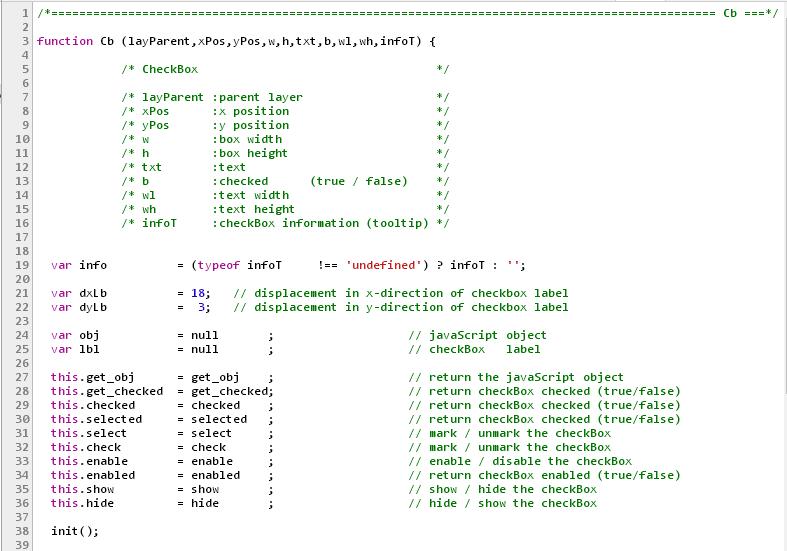 1 /*=============================================================================================== Cb ===*/
2
3 function Cb (layParent,xPos,yPos,w,h,txt,b,wl,wh,infoT) {
4
5             /* CheckBox                                  */
6
7             /* layParent :parent layer                   */
8             /* xPos      :x position                     */
9             /* yPos      :y position                     */
10             /* w         :box width                      */
11             /* h         :box height                     */
12             /* txt       :text                           */
13             /* b         :checked      (true / false)    */
14             /* wl        :text width                     */
15             /* wh        :text height                    */
16             /* infoT     :checkBox information (tooltip) */
17
18
19   var info          = (typeof infoT     !== 'undefined') ? infoT : '';
20
21   var dxLb          = 18;   // displacement in x-direction of checkbox label
22   var dyLb          =  3;   // displacement in y-direction of checkbox label
23
24   var obj           = null       ;                   // javaScript object
25   var lbl           = null       ;                   // checkBox   label
26
27   this.get_obj      = get_obj    ;                   // return the javaScript object
28   this.get_checked  = get_checked;                   // return checkBox checked (true/false)
29   this.checked      = checked    ;                   // return checkBox checked (true/false)
30   this.selected     = selected   ;                   // return checkBox checked (true/false)
31   this.select       = select     ;                   // mark / unmark the checkBox
32   this.check        = check      ;                   // mark / unmark the checkBox
33   this.enable       = enable     ;                   // enable / disable the checkBox
34   this.enabled      = enabled    ;                   // return checkBox enabled (true/false)
35   this.show         = show       ;                   // show / hide the checkBox
36   this.hide         = hide       ;                   // hide / show the checkBox
37
38   init();
39